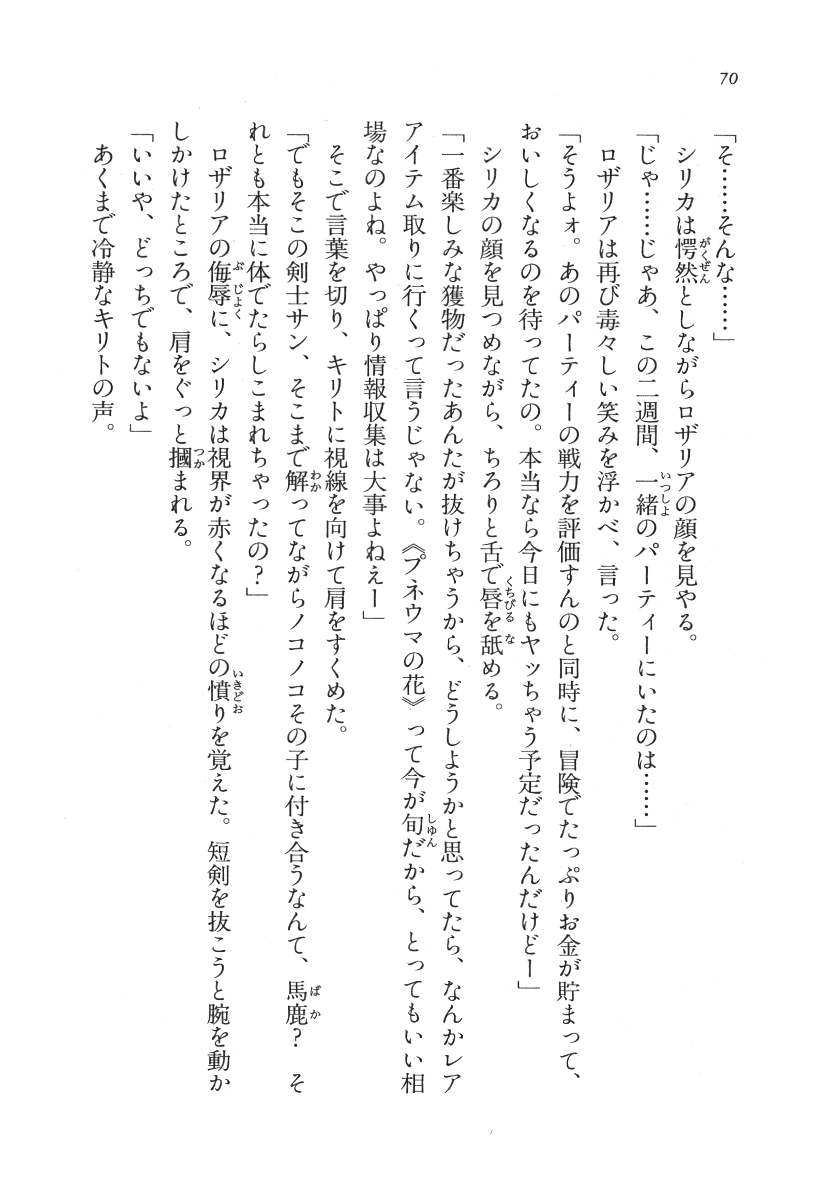 70
「そ……そんな……」
シリカは愕然としながらロザリアの顔を見やる。
「じゃ……じゃあ、この二週間、一緒のパーティーにいたのは……」
ロザリアは再び毒々しい笑みを浮かべ、言った。
「そうよォ。あのパーティーの戦力を評価すんのと同時に、冒険でたっぷりお金が貯まって、
おいしくなるのを待ってたの。本当なら今日にもヤッちゃう予定だったんだけどー」
シリカの顔を見つめながら、ちろりと舌で唇を舐める。
「一番楽しみな獲物だったあんたが抜けちゃうから、どうしようかと思ってたら、なんかレア
アイテム取りに行くって言うじゃない。《プネウマの花》って今が旬だから、とってもいい相
場なのよね。やっぱり情報収集は大事よねえー」
そこで言葉を切り、キリトに視線を向けて肩をすくめた。
「でもそこの剣士サン、そこまで解ってながらノコノコその子に付き合うなんて、馬鹿？　そ
れとも本当に体でたらしこまれちゃったの？」
ロザリアの侮辱に、シリカは視界が赤くなるほどの憤りを覚えた。短剣を抜こうと腕を動か
しかけたところで、肩をぐっと摑まれる。
「いいや、どっちでもないよ」
あくまで冷静なキリトの声。